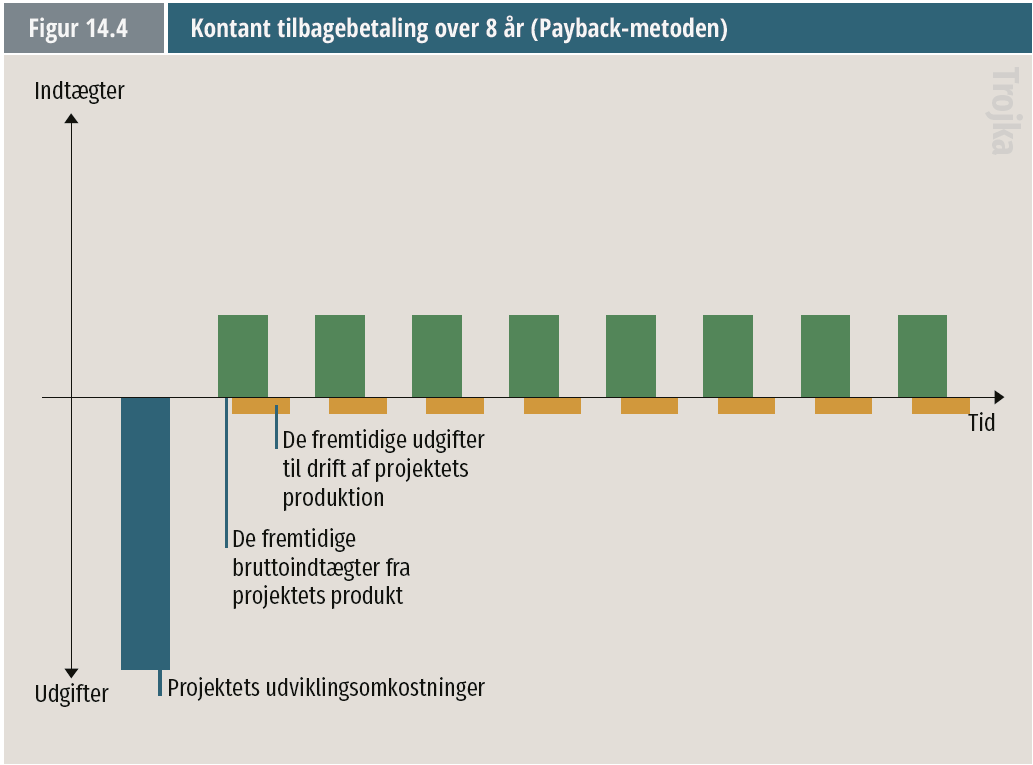 Figur 14.4
Kontant tilbagebetaling over 8 år (Payback-metoden)
Trojka
Indtægter
Tid
De fremtidige udgifter
til drift af projektets
produktion
De fremtidige
bruttoindtægter fra
projektets produkt
Projektets udviklingsomkostninger
Udgifter